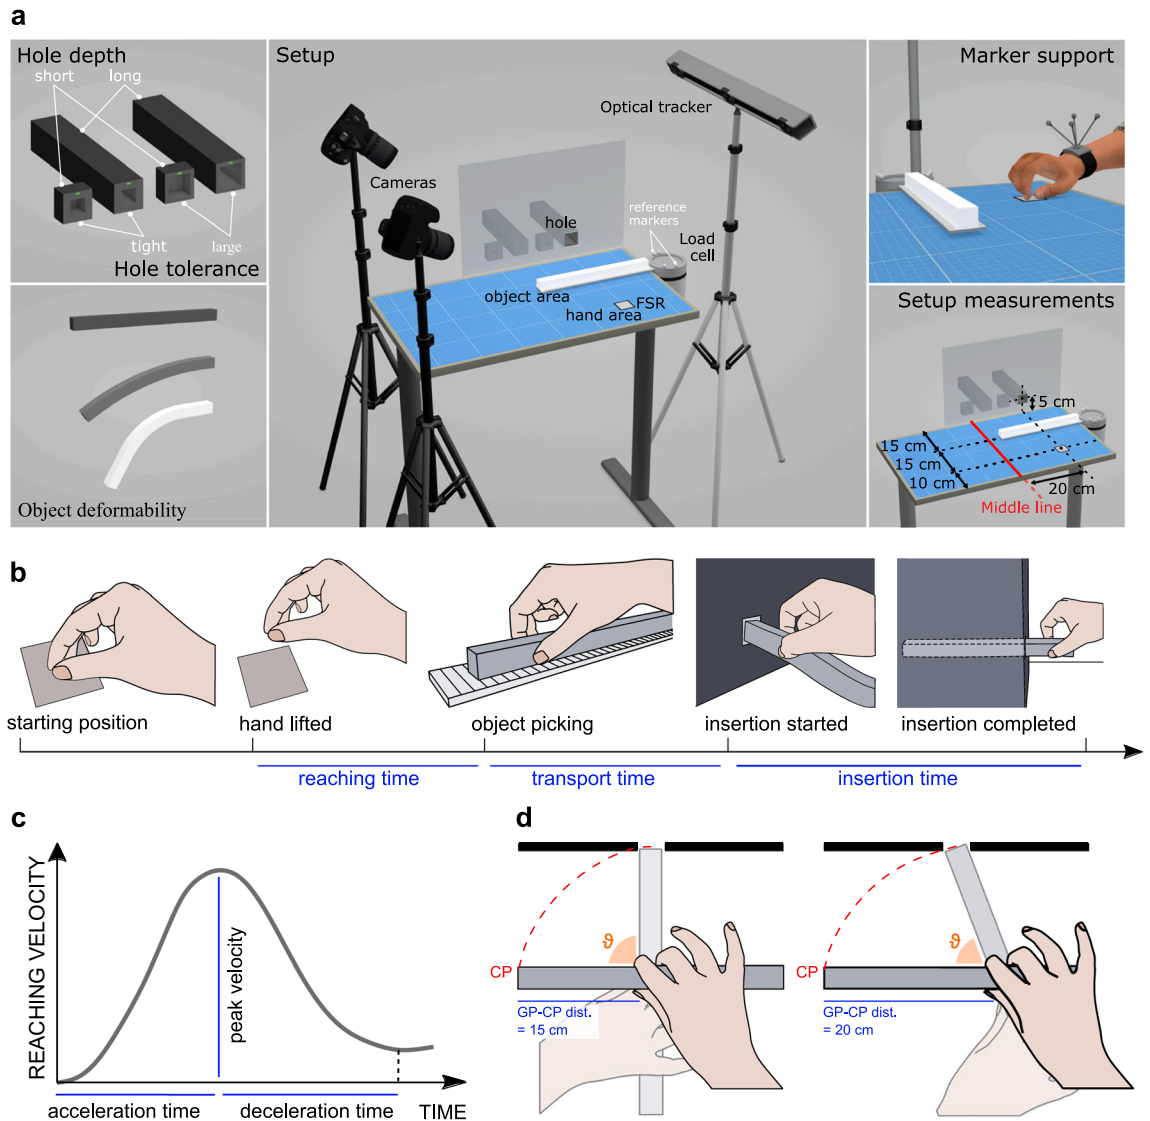 a
Hole depth
short
long
tight
large
Hole tolerance
Object deformability
Setup
Optical tracker
Cameras
hole
reference
markers
Load
cell
object area
FSR
hand area
Marker support
Setup measurements
5 cm
15 cm
15 cm
10 cm
20 cm
Middle line
b
starting position
hand lifted
object picking
insertion started
insertion completed
reaching time
transport time
insertion time
c
REACHING VELOCITY
peak velocity
acceleration time
deceleration time
TIME
d
ϑ
CP
GP-CP dist.
= 15 cm
ϑ
CP
GP-CP dist.
= 20 cm